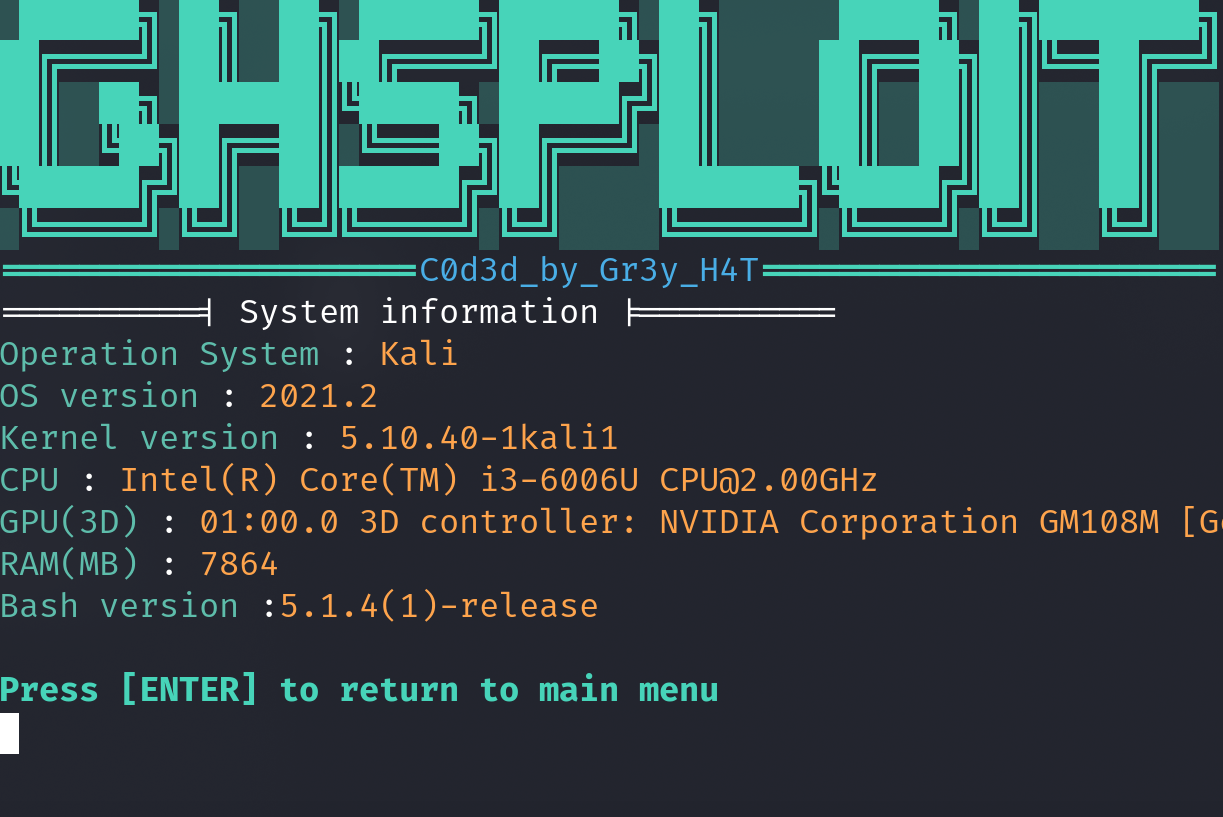 GHSPLOIT
C0d3d_by_Gr3y_H4T
System information
Operation System : Kali
OS version : 2021.2
Kernel version : 5.10.40-1kali1
CPU : Intel(R) Core(TM) i3-6006U CPU@2.00GHz
GPU(3D) : 01:00.0 3D controller: NVIDIA Corporation GM108M
RAM(MB) : 7864
Bash version :5.1.4(1)-release
Press [ENTER] to return to main menu